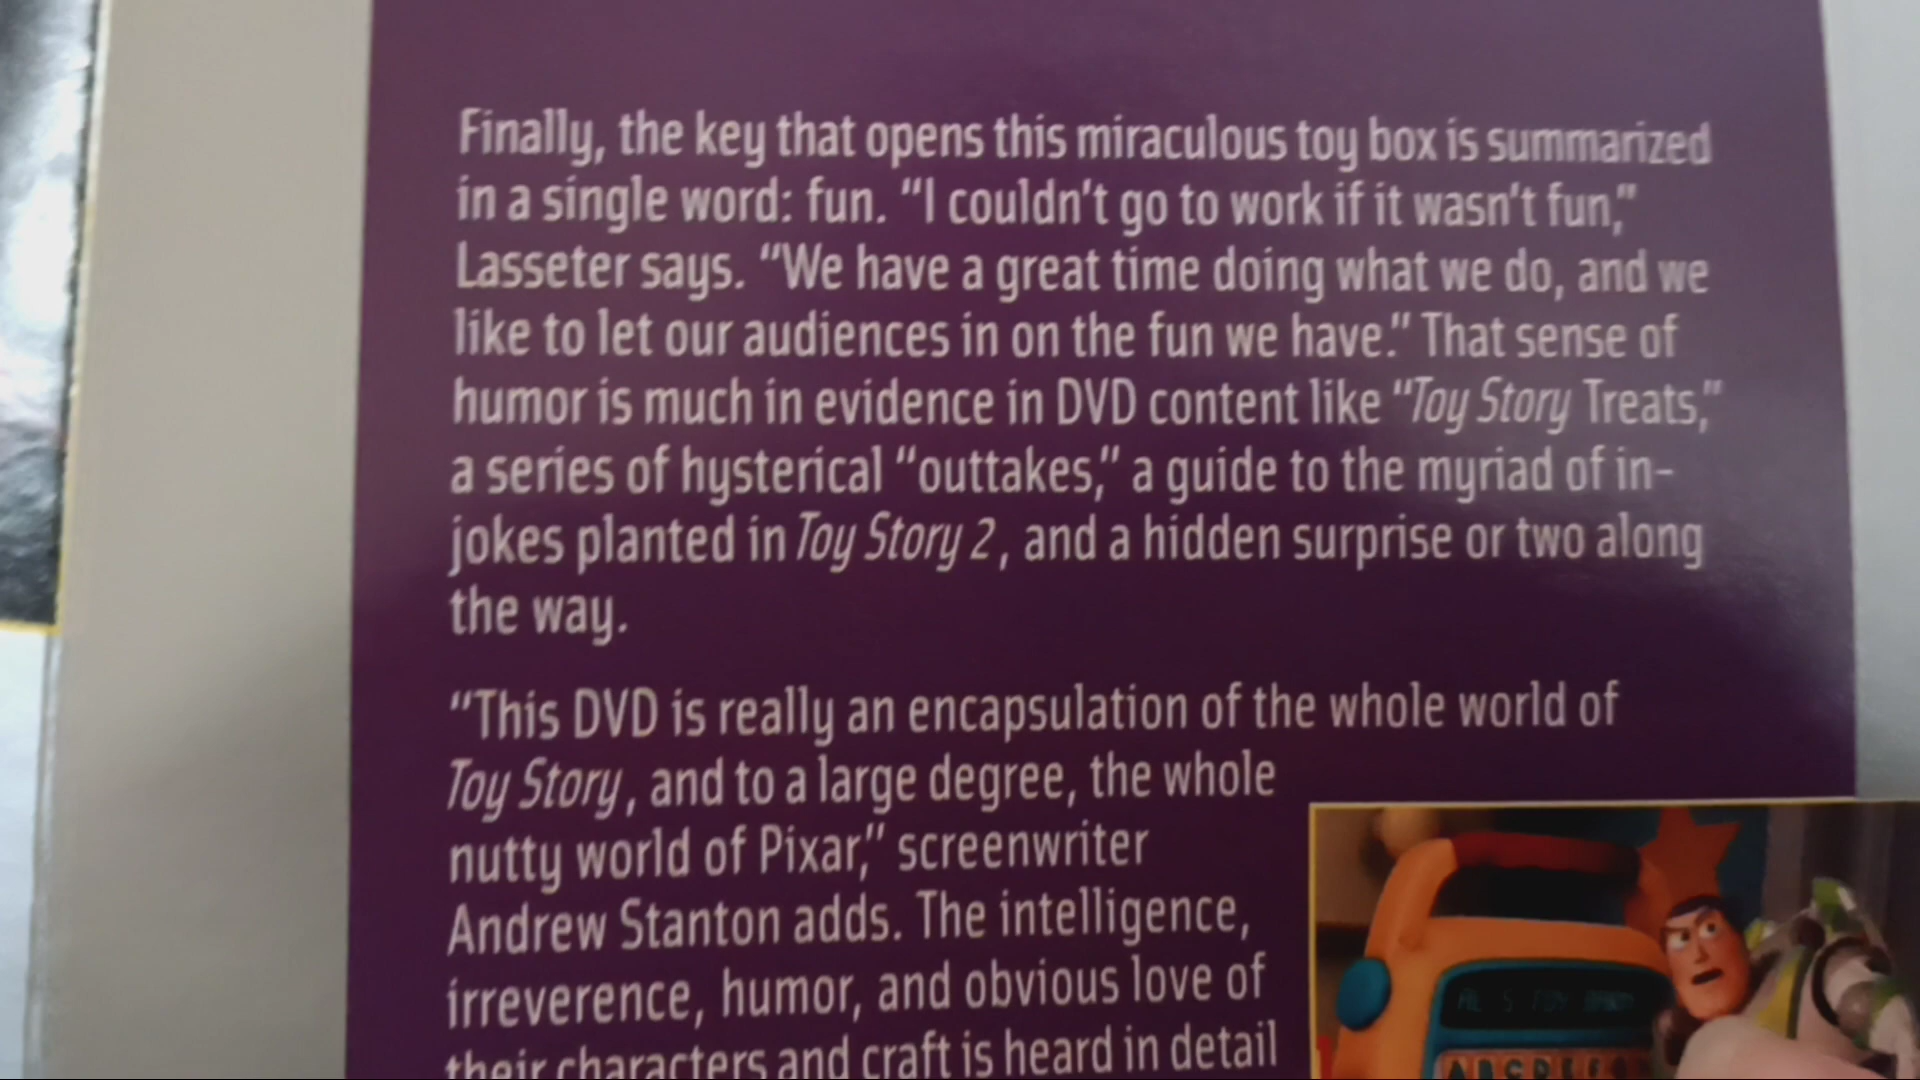 Finally, the key that opens this miraculous toy box is summarized
in a single word: fun. “I couldn’t go to work if it wasn’t fun,”
Lasseter says. “We have a great time doing what we do, and we
like to let our audiences in on the fun we have.” That sense of
humor is much in evidence in DVD content like “Toy Story Treats,”
a series of hysterical “outtakes,” a guide to the myriad of in-
jokes planted in Toy Story 2, and a hidden surprise or two along
the way.
“This DVD is really an encapsulation of the whole world of
Toy Story, and to a large degree, the whole
nutty world of Pixar,” screenwriter
Andrew Stanton adds. The intelligence,
irreverence, humor, and obvious love of
their characters and craft is heard in detail